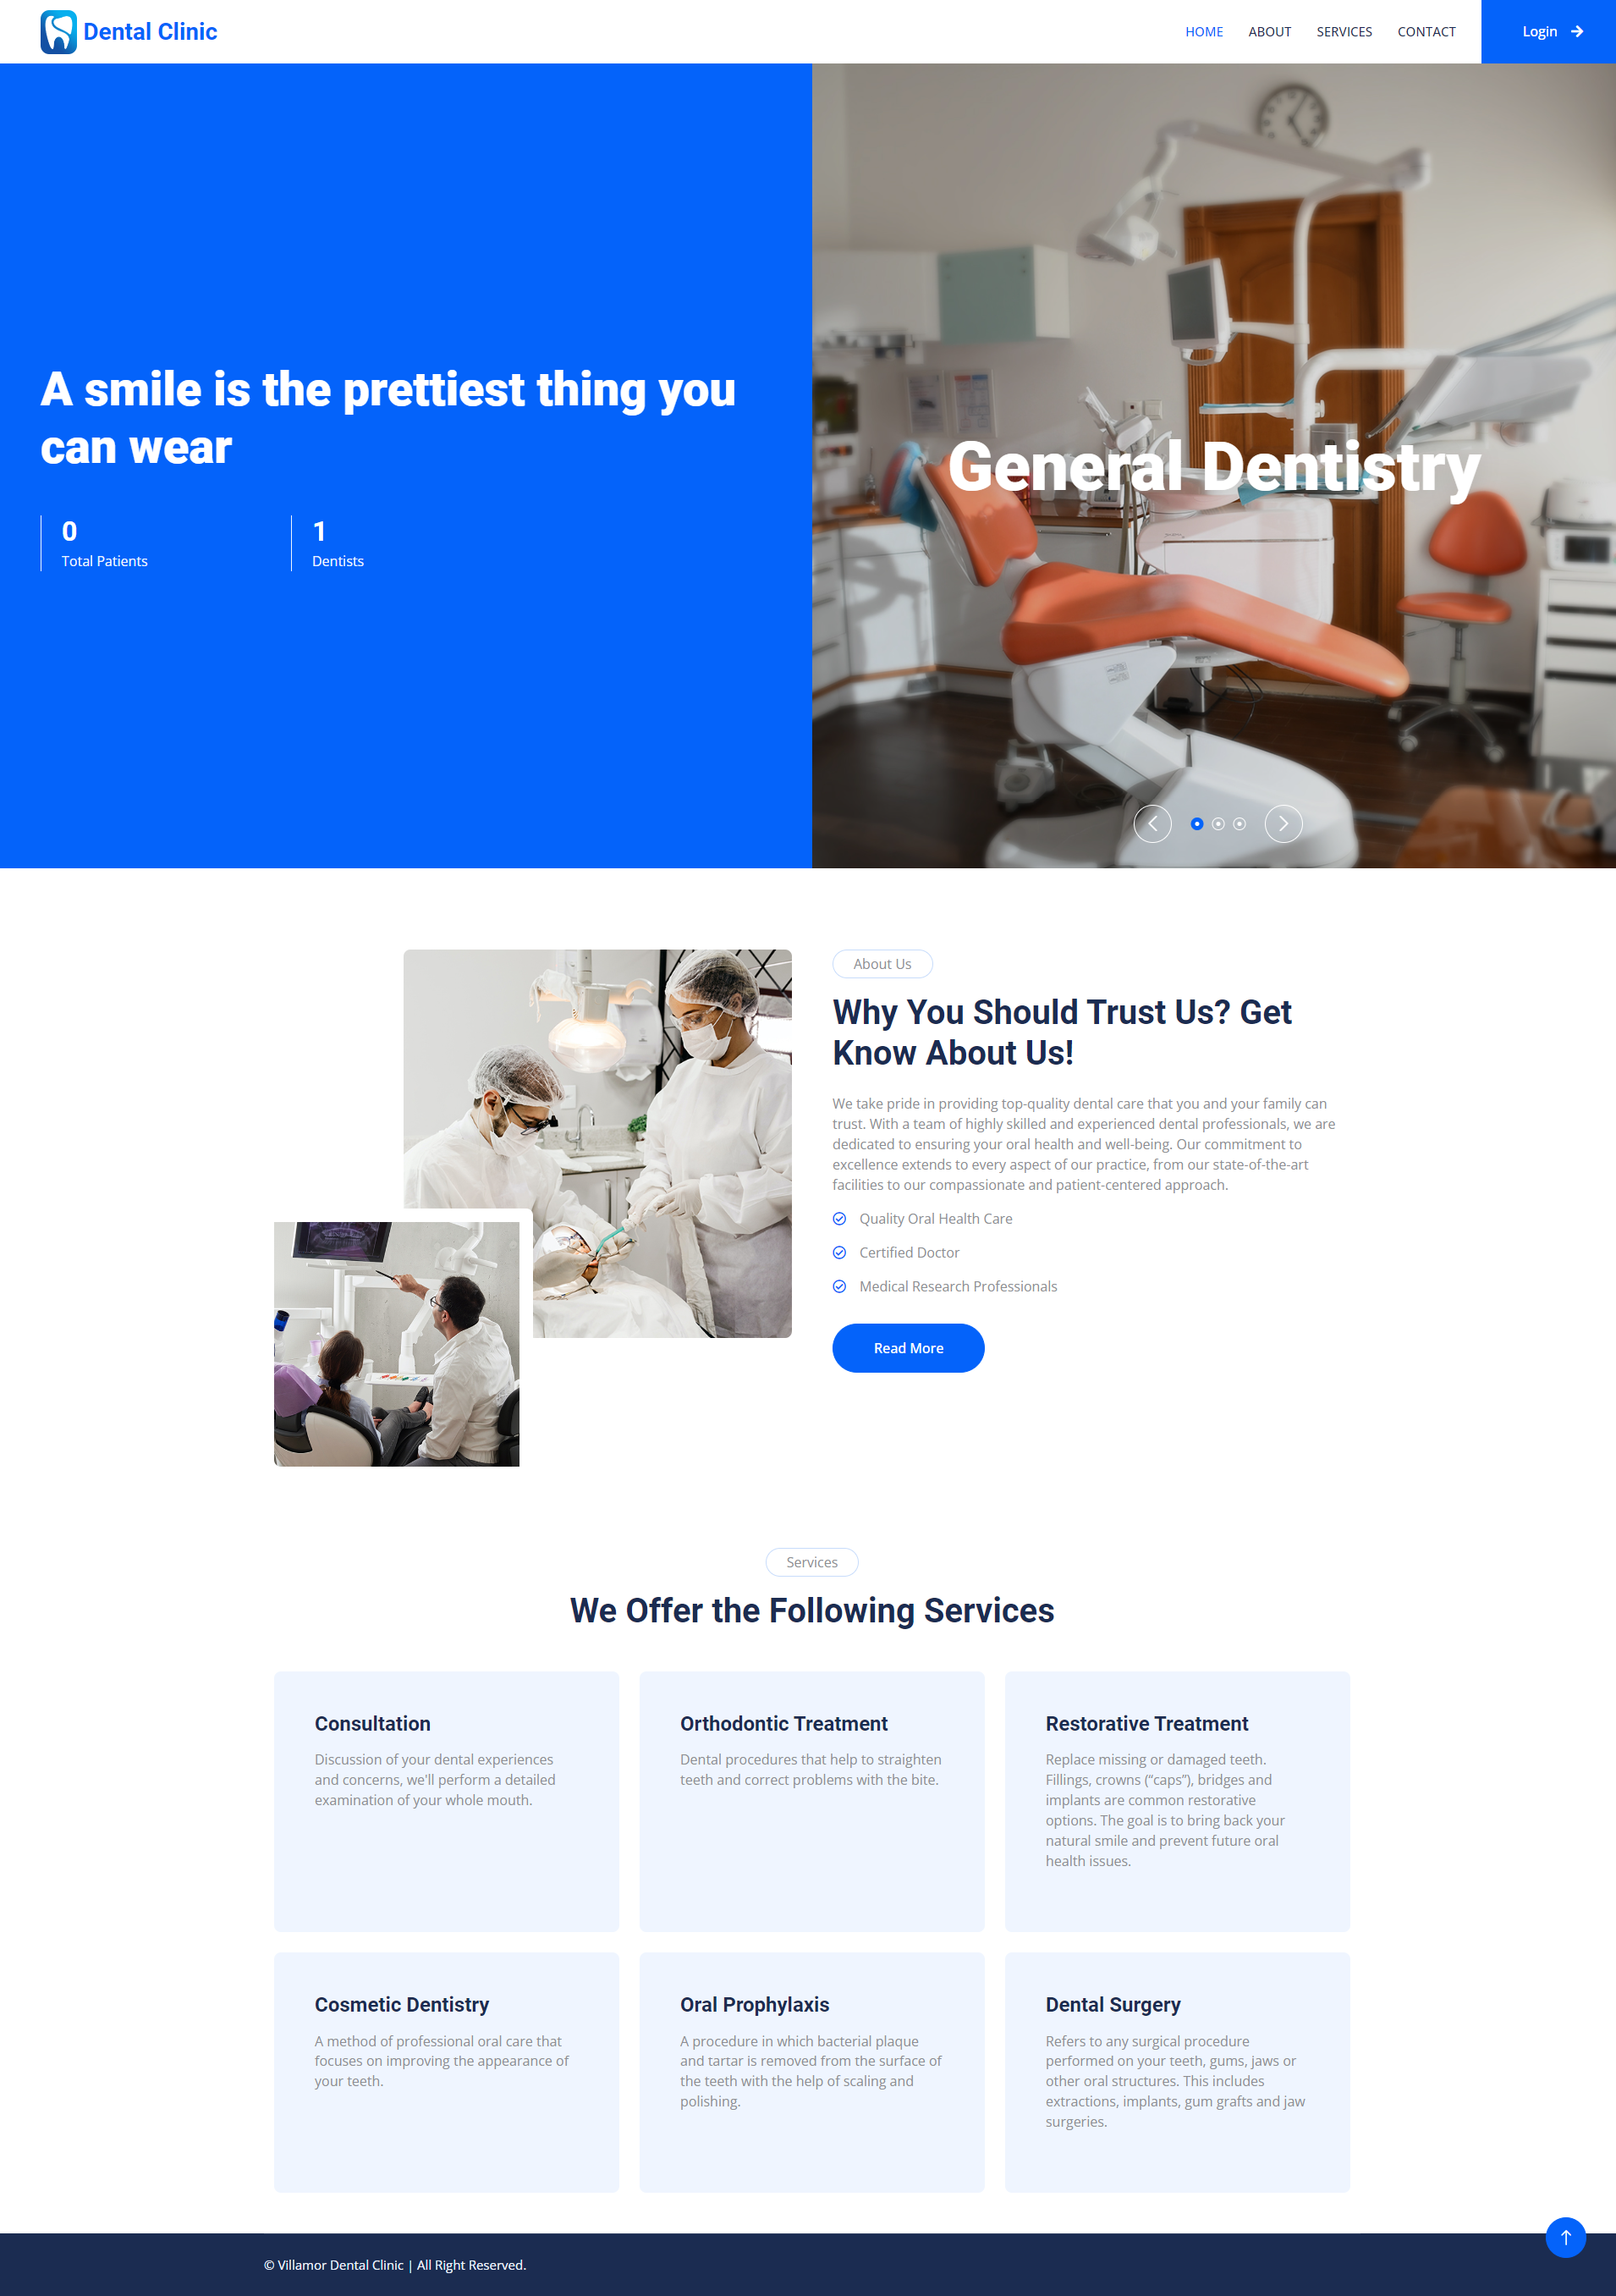 Dental Clinic
HOME
ABOUT
SERVICES
CONTACT
Login
A smile is the prettiest thing you
can wear
0
Total Patients
1
Dentists
General Dentistry
About Us
Why You Should Trust Us? Get
Know About Us!
We take pride in providing top-quality dental care that you and your family can
trust. With a team of highly skilled and experienced dental professionals, we are
dedicated to ensuring your oral health and well-being. Our commitment to
excellence extends to every aspect of our practice, from our state-of-the-art
facilities to our compassionate and patient-centered approach.
Quality Oral Health Care
Certified Doctor
Medical Research Professionals
Read More
Services
We Offer the Following Services
Consultation
Discussion of your dental experiences
and concerns, we'll perform a detailed
examination of your whole mouth.
Orthodontic Treatment
Dental procedures that help to straighten
teeth and correct problems with the bite.
Restorative Treatment
Replace missing or damaged teeth.
Fillings, crowns (“caps”), bridges and
implants are common restorative
options. The goal is to bring back your
natural smile and prevent future oral
health issues.
Cosmetic Dentistry
A method of professional oral care that
focuses on improving the appearance of
your teeth.
Oral Prophylaxis
A procedure in which bacterial plaque
and tartar is removed from the surface of
the teeth with the help of scaling and
polishing.
Dental Surgery
Refers to any surgical procedure
performed on your teeth, gums, jaws or
other oral structures. This includes
extractions, implants, gum grafts and jaw
surgeries.
© Villamor Dental Clinic | All Right Reserved.